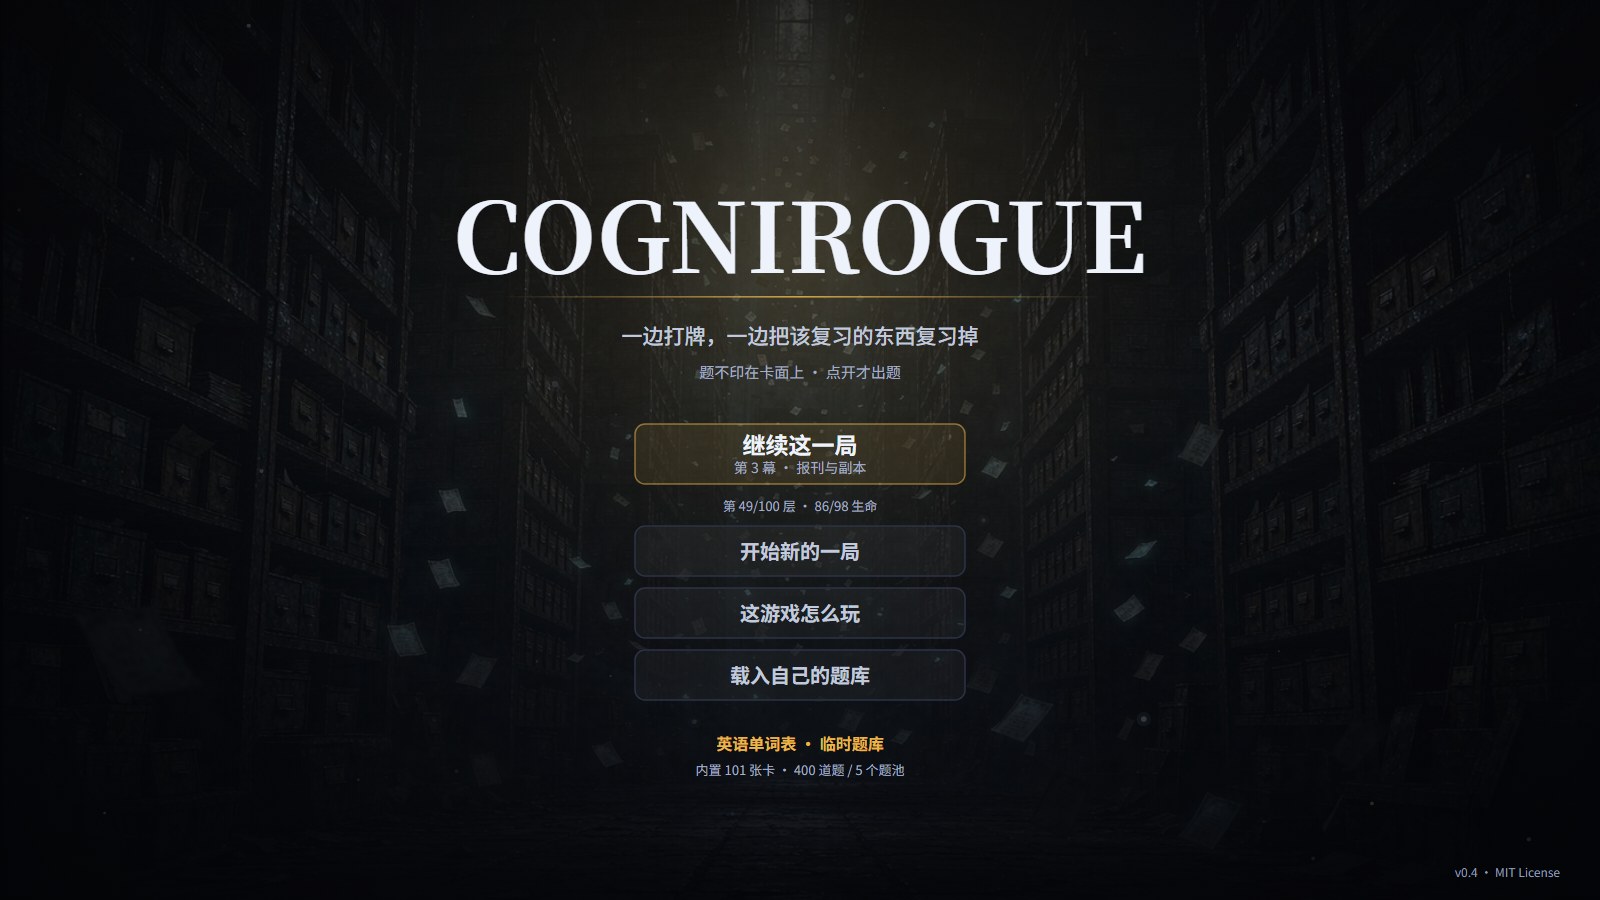 COGNIROGUE
一边打牌，一边把该复习的东西复习掉
题不印在卡面上 · 点开才出题
继续这一局
第 3 幕 · 报刊与副本
第 49/100 层 · 86/98 生命
开始新的一局
这游戏怎么玩
载入自己的题库
英语单词表 · 临时题库
内置 101 张卡 · 400 道题 / 5 个题池
v0.4 · MIT License